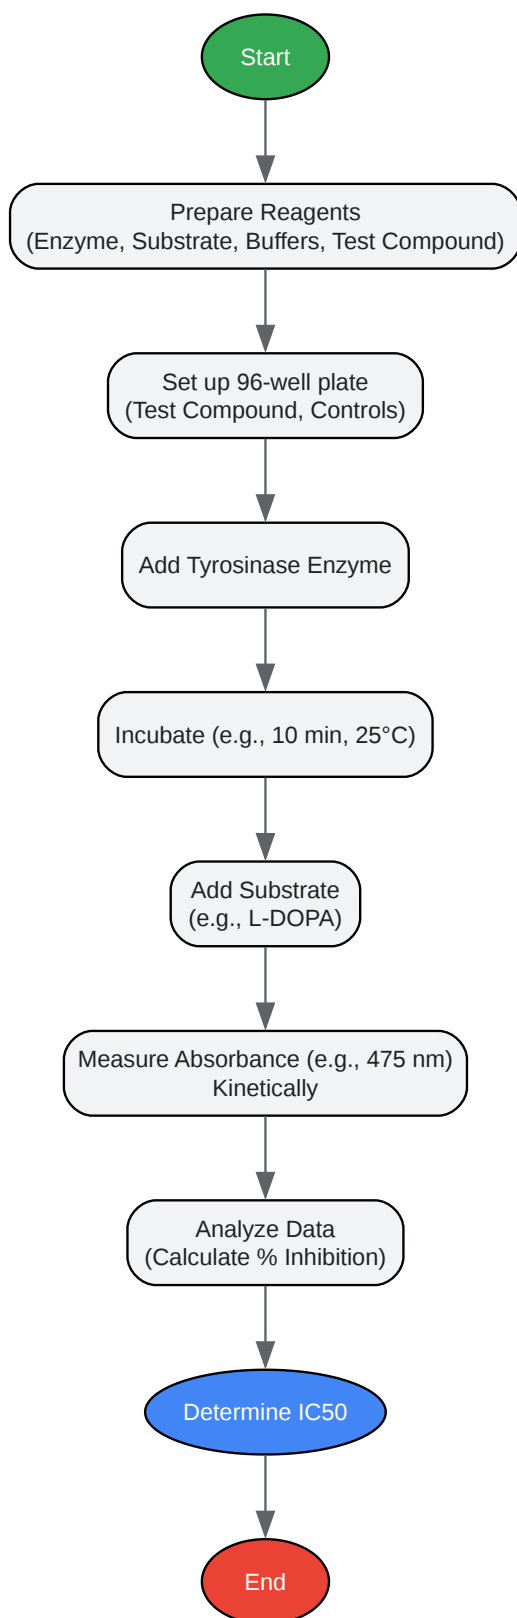 Start
Prepare Reagents
(Enzyme, Substrate, Buffers, Test Compound)
Set up 96-well plate
(Test Compound, Controls)
Add Tyrosinase Enzyme
Incubate (e.g., 10 min, 25°C)
Add Substrate
(e.g., L-DOPA)
Measure Absorbance (e.g., 475 nm)
Kinetically
Analyze Data
(Calculate % Inhibition)
Determine IC50
End